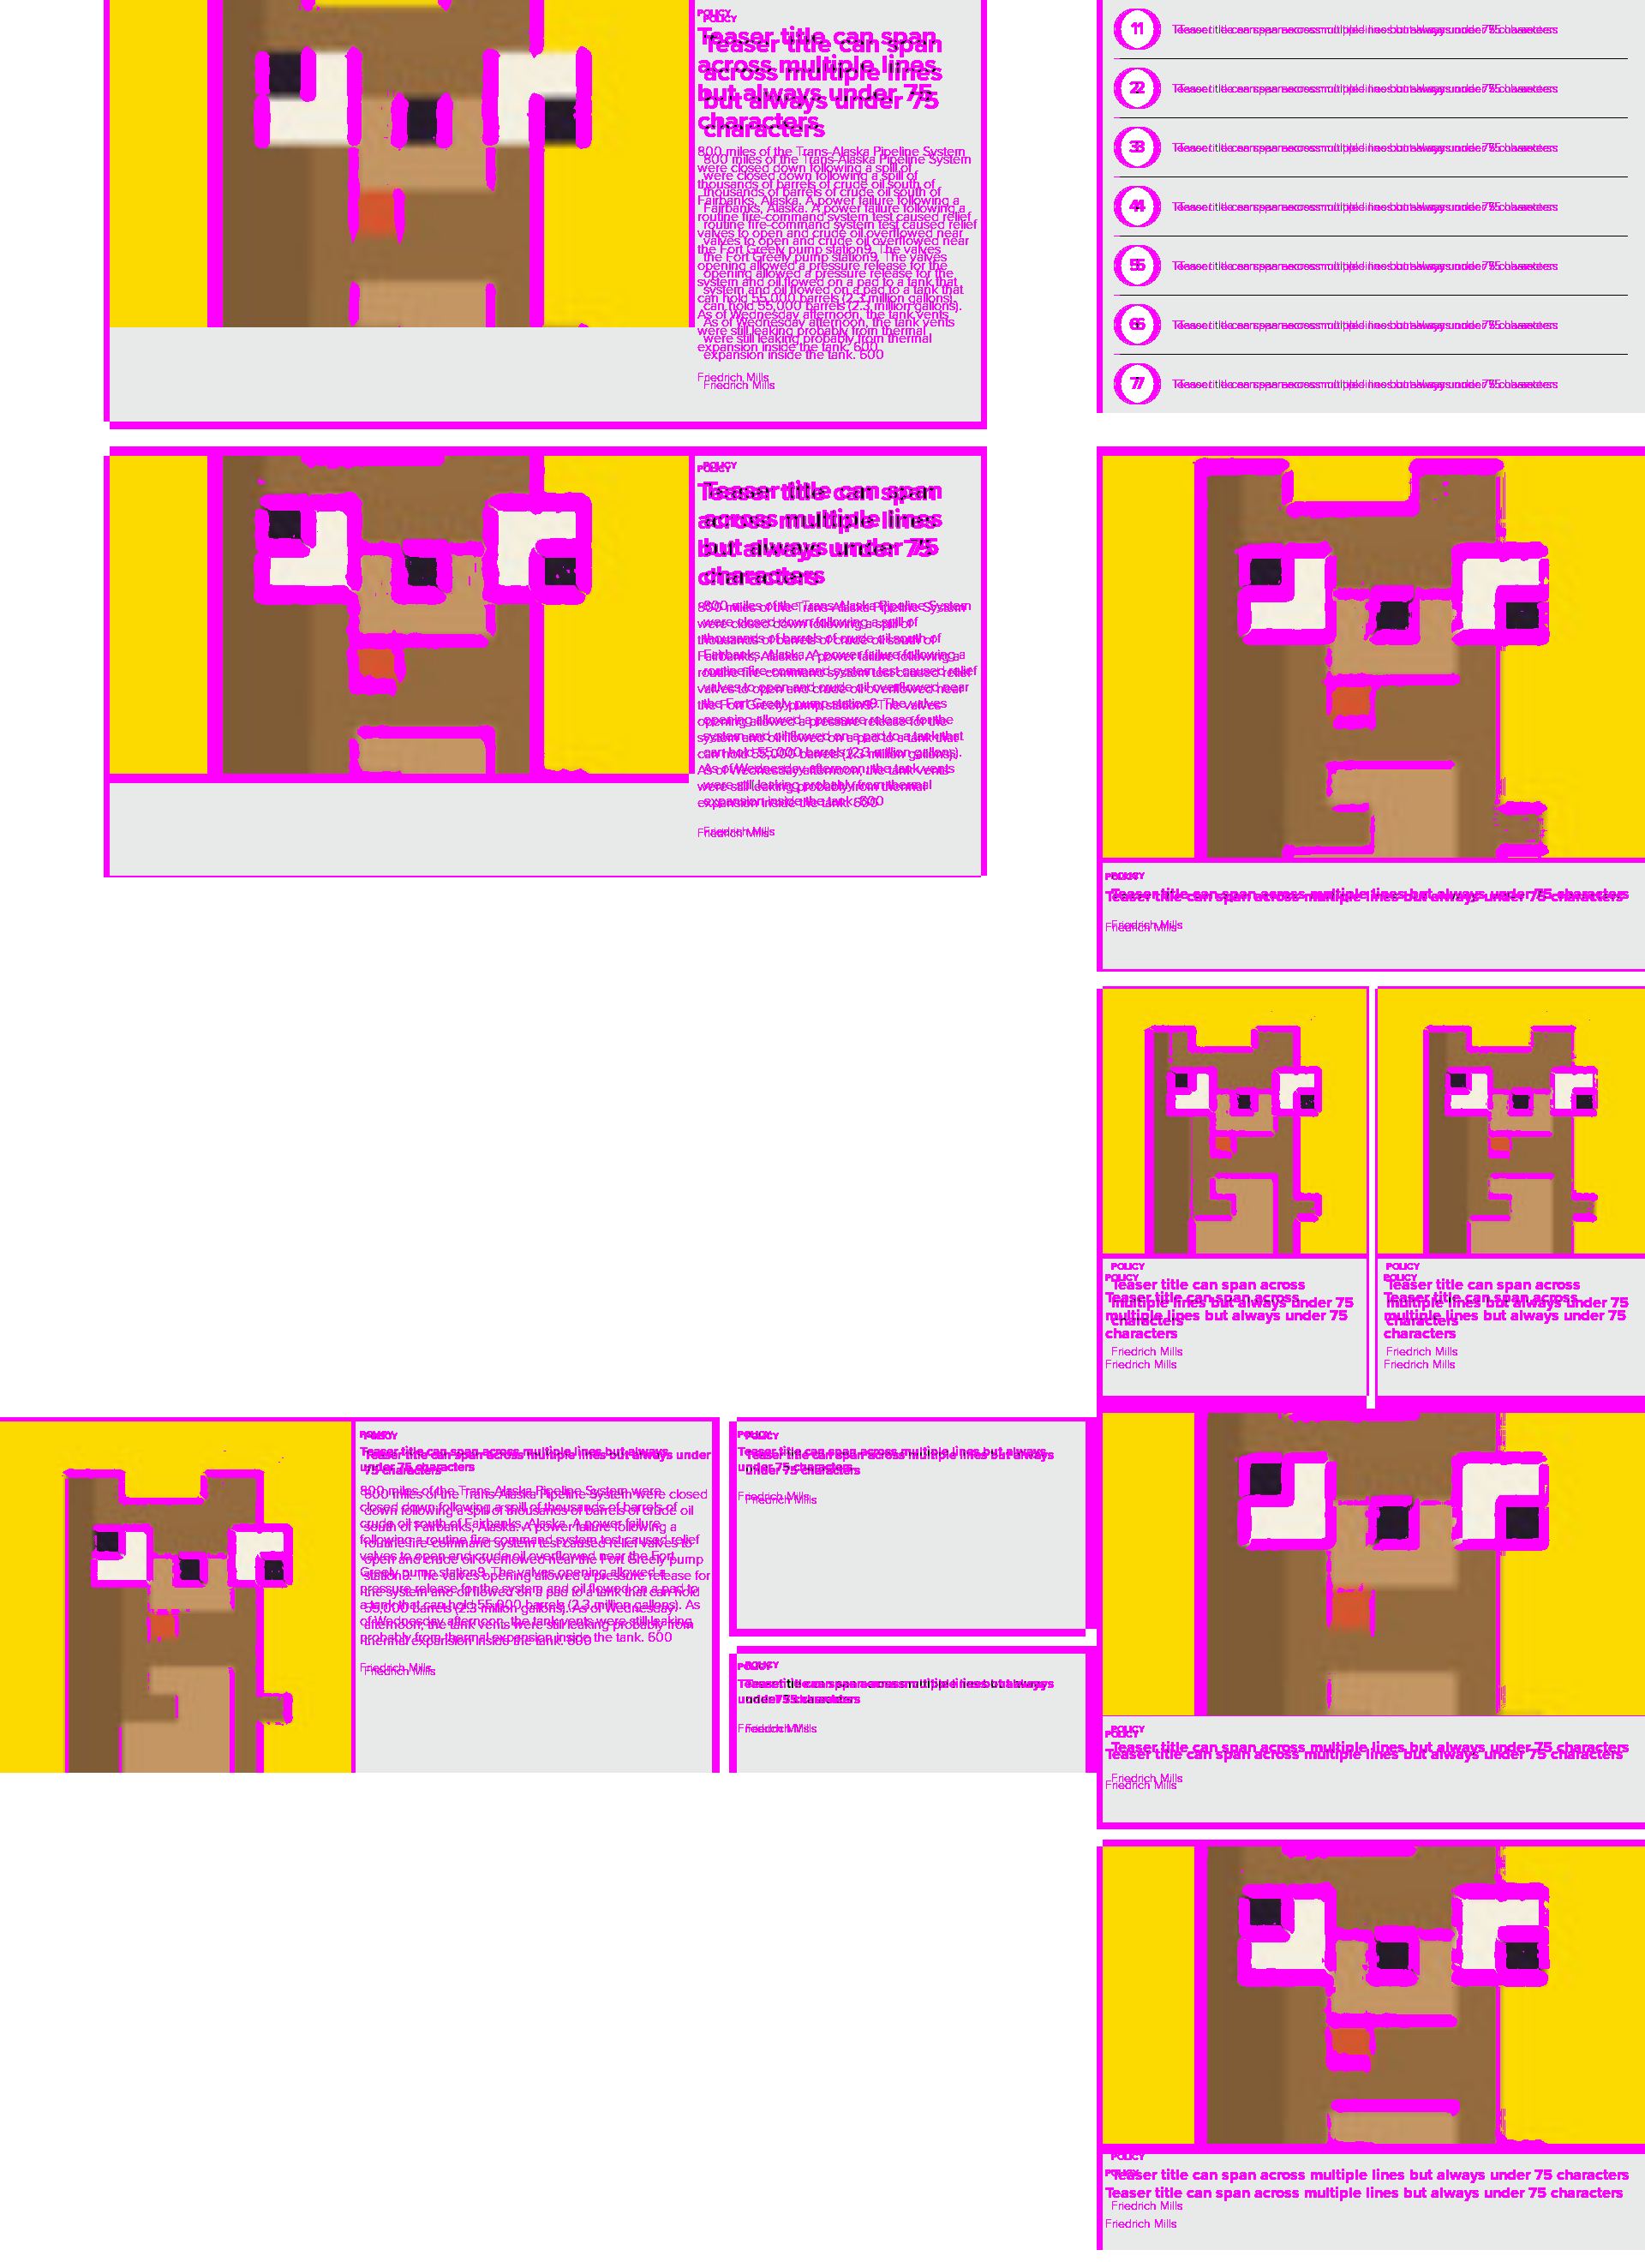 POLICY
Teaser title can span
across multiple lines
but always under 75
characters
800 miles of the Trans-Alaska Pipeline System
were closed down following a spill of
thousands of barrels of crude oil south of
Fairbanks, Alaska. A power failure following a
routine fire-command system test caused relief
valves to open and crude oil overflowed near
the Fort Greely pump station9. The valves
opening allowed a pressure release for the
system and oil flowed on a pad to a tank that
can hold 55,000 barrels (2.3 million gallons).
As of Wednesday afternoon, the tank vents
were still leaking probably from thermal
expansion inside the tank. 600
Friedrich Mills
1 Teaser title can span across multiple lines but always under 75 characters
2 Teaser title can span across multiple lines but always under 75 characters
3 Teaser title can span across multiple lines but always under 75 characters
4 Teaser title can span across multiple lines but always under 75 characters
5 Teaser title can span across multiple lines but always under 75 characters
6 Teaser title can span across multiple lines but always under 75 characters
7 Teaser title can span across multiple lines but always under 75 characters
POLICY
Teaser title can span
across multiple lines
but always under 75
characters
800 miles of the Trans-Alaska Pipeline System
were closed down following a spill of
thousands of barrels of crude oil south of
Fairbanks, Alaska. A power failure following a
routine fire-command system test caused relief
valves to open and crude oil overflowed near
the Fort Greely pump station9. The valves
opening allowed a pressure release for the
system and oil flowed on a pad to a tank that
can hold 55,000 barrels (2.3 million gallons).
As of Wednesday afternoon, the tank vents
were still leaking probably from thermal
expansion inside the tank. 600
Friedrich Mills
POLICY
Teaser title can span across multiple lines but always under 75 characters
Friedrich Mills
POLICY
Teaser title can span across
multiple lines but always under 75
characters
Friedrich Mills
POLICY
Teaser title can span across
multiple lines but always under 75
characters
Friedrich Mills
POLICY
Teaser title can span across multiple lines but always under
75 characters
800 miles of the Trans-Alaska Pipeline System were closed
down following a spill of thousands of barrels of crude oil
south of Fairbanks, Alaska. A power failure following a
routine fire-command system test caused relief valves to
open and crude oil overflowed near the Fort Greely pump
station9. The valves opening allowed a pressure release for
the system and oil flowed on a pad to a tank that can hold
55,000 barrels (2.3 million gallons). As of Wednesday
afternoon, the tank vents were still leaking probably from
thermal expansion inside the tank. 600
Friedrich Mills
POLICY
Teaser title can span across multiple lines but always
under 75 characters
Friedrich Mills
POLICY
Teaser title can span across multiple lines but always
under 75 characters
Friedrich Mills
POLICY
Teaser title can span across multiple lines but always under 75 characters
Friedrich Mills
POLICY
Teaser title can span across multiple lines but always under 75 characters
Teaser title can span across multiple lines but always under 75 characters
Friedrich Mills
Friedrich Mills